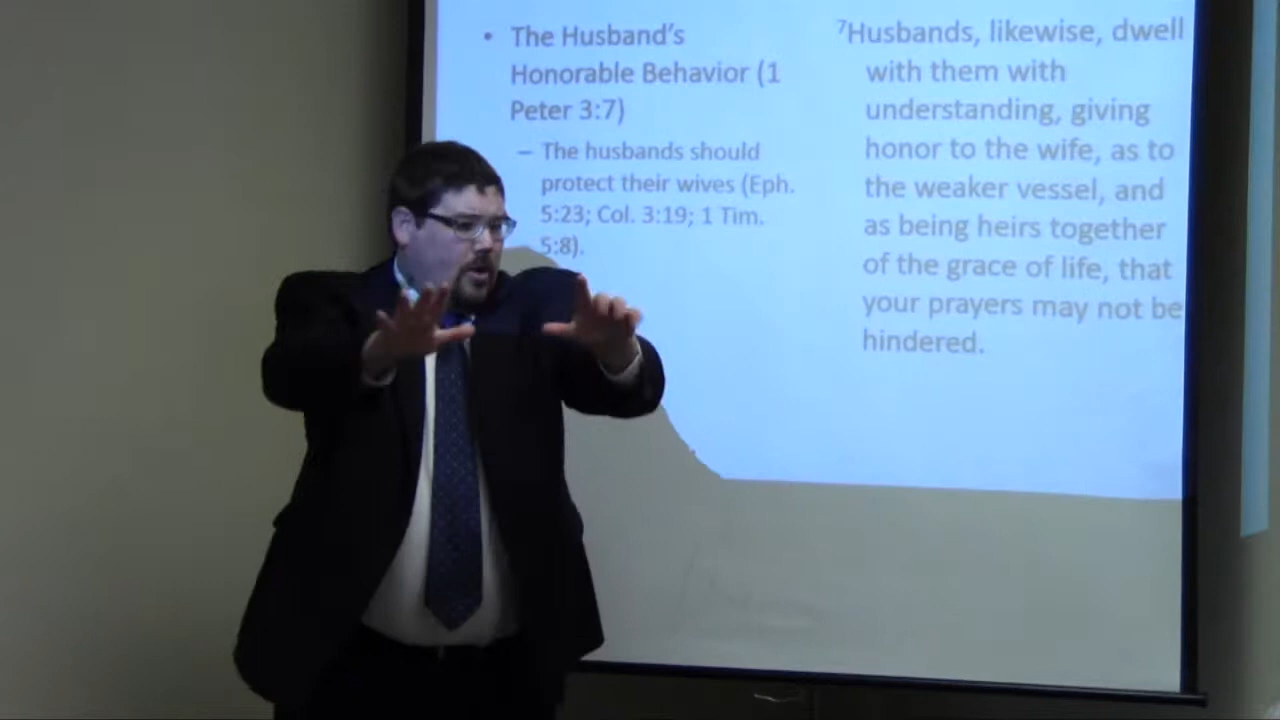 • The Husband's
Honorable Behavior (1
Peter 3:7)
– The husbands should
protect their wives (Eph.
5:23; Col. 3:19; 1 Tim.
5:8).
⁷Husbands, likewise, dwell
with them with
understanding, giving
honor to the wife, as to
the weaker vessel, and
as being heirs together
of the grace of life, that
your prayers may not be
hindered.